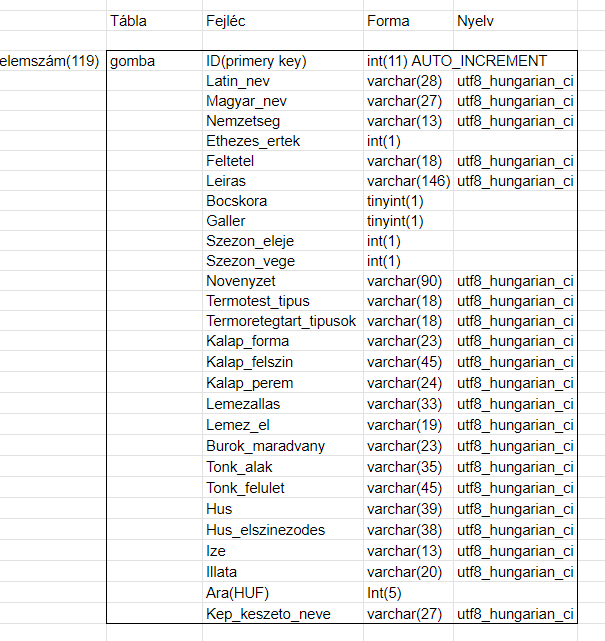 Tábla Fejléc Forma Nyelv
elemszám(119) gomba ID(primery key) int(11) AUTO_INCREMENT
Latin_nev varchar(28) utf8_hungarian_ci
Magyar_nev varchar(27) utf8_hungarian_ci
Nemzetseg varchar(13) utf8_hungarian_ci
Ethezes_ertek int(1)
Feltetel varchar(18) utf8_hungarian_ci
Leiras varchar(146) utf8_hungarian_ci
Bocskora tinyint(1)
Galler tinyint(1)
Szezon_eleje int(1)
Szezon_vege int(1)
Novenyzet varchar(90) utf8_hungarian_ci
Termotest_tipus varchar(18) utf8_hungarian_ci
Termoretegtart_tipusok varchar(18) utf8_hungarian_ci
Kalap_forma varchar(23) utf8_hungarian_ci
Kalap_felszin varchar(45) utf8_hungarian_ci
Kalap_perem varchar(24) utf8_hungarian_ci
Lemezallas varchar(33) utf8_hungarian_ci
Lemez_el varchar(19) utf8_hungarian_ci
Burok_maradvany varchar(23) utf8_hungarian_ci
Tonk_alak varchar(35) utf8_hungarian_ci
Tonk_felulet varchar(45) utf8_hungarian_ci
Hus varchar(39) utf8_hungarian_ci
Hus_elszinezodes varchar(38) utf8_hungarian_ci
Ize varchar(13) utf8_hungarian_ci
Illata varchar(20) utf8_hungarian_ci
Ara(HUF) Int(5)
Kep_keszeto_neve varchar(27) utf8_hungarian_ci